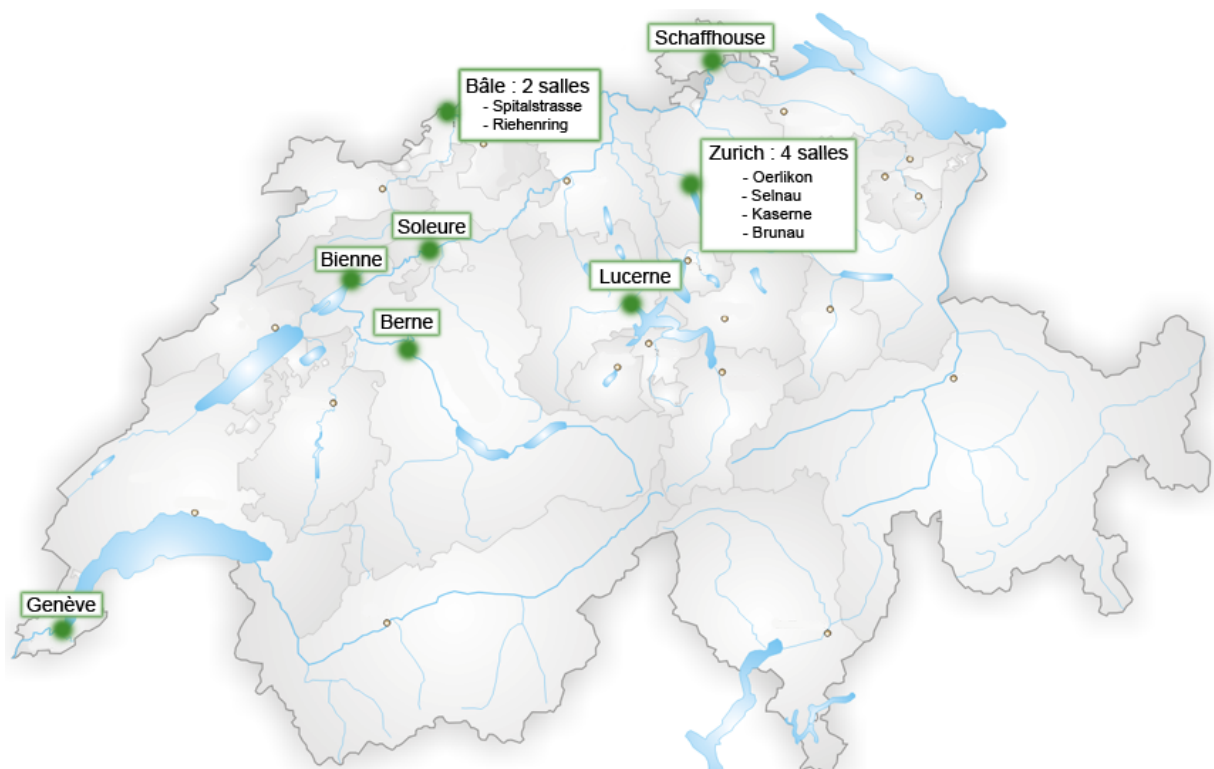 Schaffhouse
Bâle : 2 salles
- Spitalstrasse
- Riehenring
Zurich : 4 salles
- Oerlikon
- Selnau
- Kaserne
- Brunau
Soleure
Bienne
Lucerne
Berne
Genève